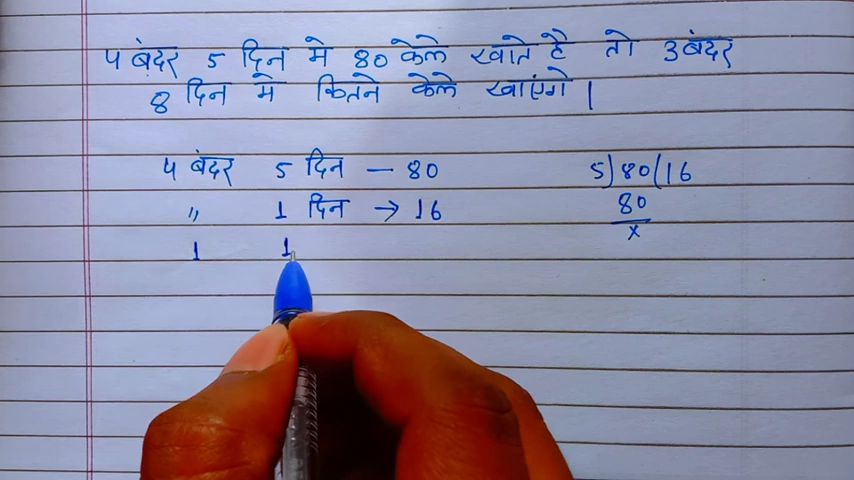 4 बंदर 5 दिन मे 80 केले खाते है तो 3 बंदर
8 दिन मे कितने केले खाएंगे।
4 बंदर 5 दिन — 80
" 1 दिन → 16
1 1
5)80(16
80
x